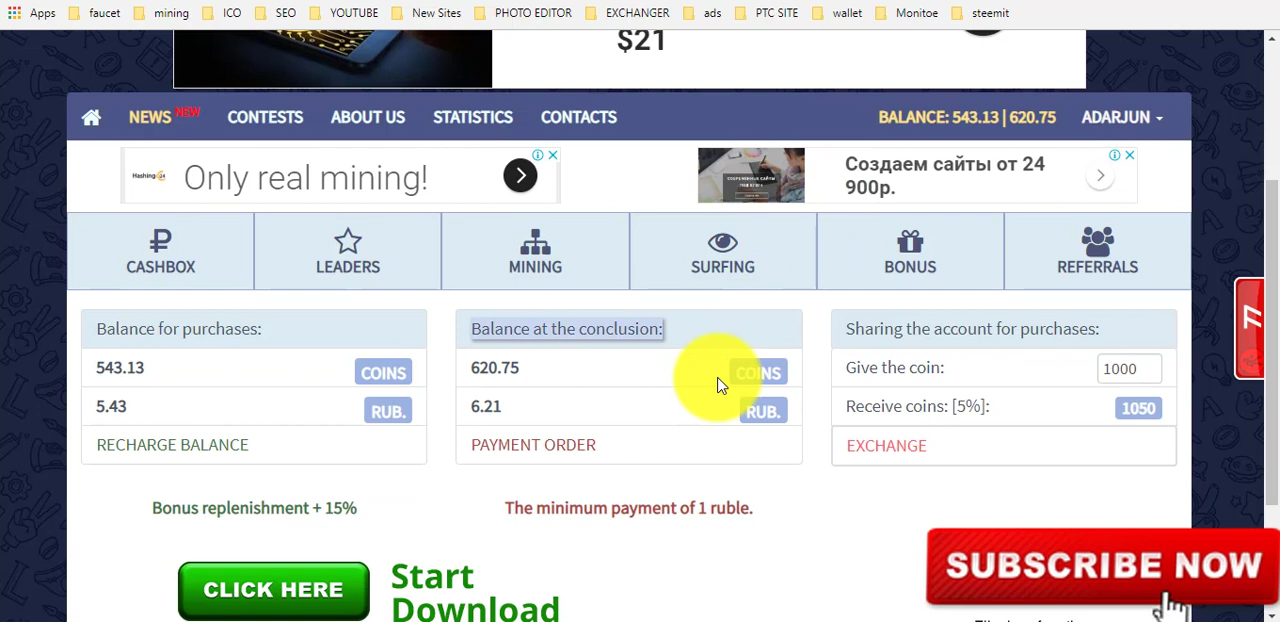 Apps faucet mining ICO SEO YOUTUBE New Sites PHOTO EDITOR EXCHANGER ads PTC SITE wallet Monitoe steemit
$21
NEWS NEW CONTESTS ABOUT US STATISTICS CONTACTS BALANCE: 543.13 | 620.75 ADARJUN
Hashing24 Only real mining!
Создаем сайты от 24
900р.
CASHBOX LEADERS MINING SURFING BONUS REFERRALS
Balance for purchases:
543.13 COINS
5.43 RUB.
RECHARGE BALANCE
Balance at the conclusion:
620.75 COINS
6.21 RUB.
PAYMENT ORDER
Sharing the account for purchases:
Give the coin: 1000
Receive coins: [5%]: 1050
EXCHANGE
Bonus replenishment + 15%
The minimum payment of 1 ruble.
CLICK HERE
Start
Download
SUBSCRIBE NOW